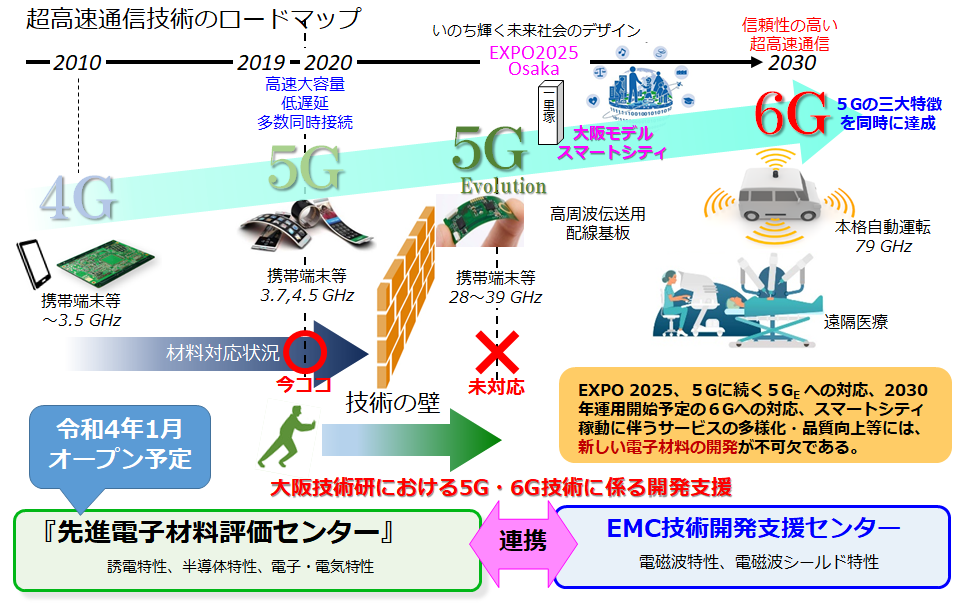 超高速通信技術のロードマップ
いのち輝く未来社会のデザイン
EXPO2025
Osaka
信頼性の高い
超高速通信
2010
2019
2020
2030
高速大容量
低遅延
多数同時接続
一里塚
大阪モデル
スマートシティ
4G
5G
5G
Evolution
6G
5Gの三大特徴
を同時に達成
携帯端末等
～3.5 GHz
携帯端末等
3.7,4.5 GHz
高周波伝送用
配線基板
携帯端末等
28～39 GHz
本格自動運転
79 GHz
遠隔医療
材料対応状況
今ココ
未対応
技術の壁
EXPO 2025、５Gに続く５GE への対応、2030
年運用開始予定の６Gへの対応、スマートシティ
稼動に伴うサービスの多様化・品質向上等には、
新しい電子材料の開発が不可欠である。
令和4年1月
オープン予定
大阪技術研における5G・6G技術に係る開発支援
『先進電子材料評価センター』
誘電特性、半導体特性、電子・電気特性
連携
EMC技術開発支援センター
電磁波特性、電磁波シールド特性